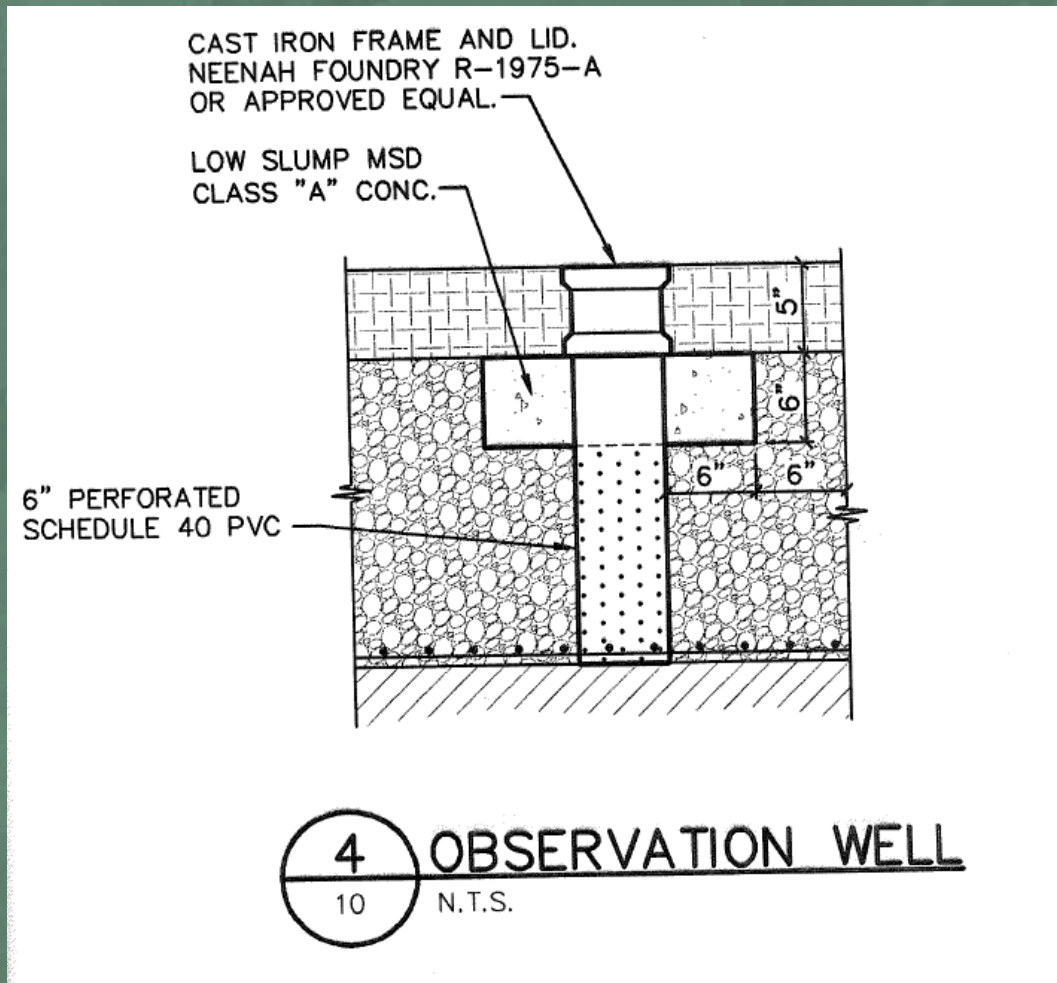 CAST IRON FRAME AND LID.
NEENAH FOUNDRY R-1975-A
OR APPROVED EQUAL.
LOW SLUMP MSD
CLASS "A" CONC.
5"
6"
6" 6"
6" PERFORATED
SCHEDULE 40 PVC
4
10
OBSERVATION WELL
N.T.S.